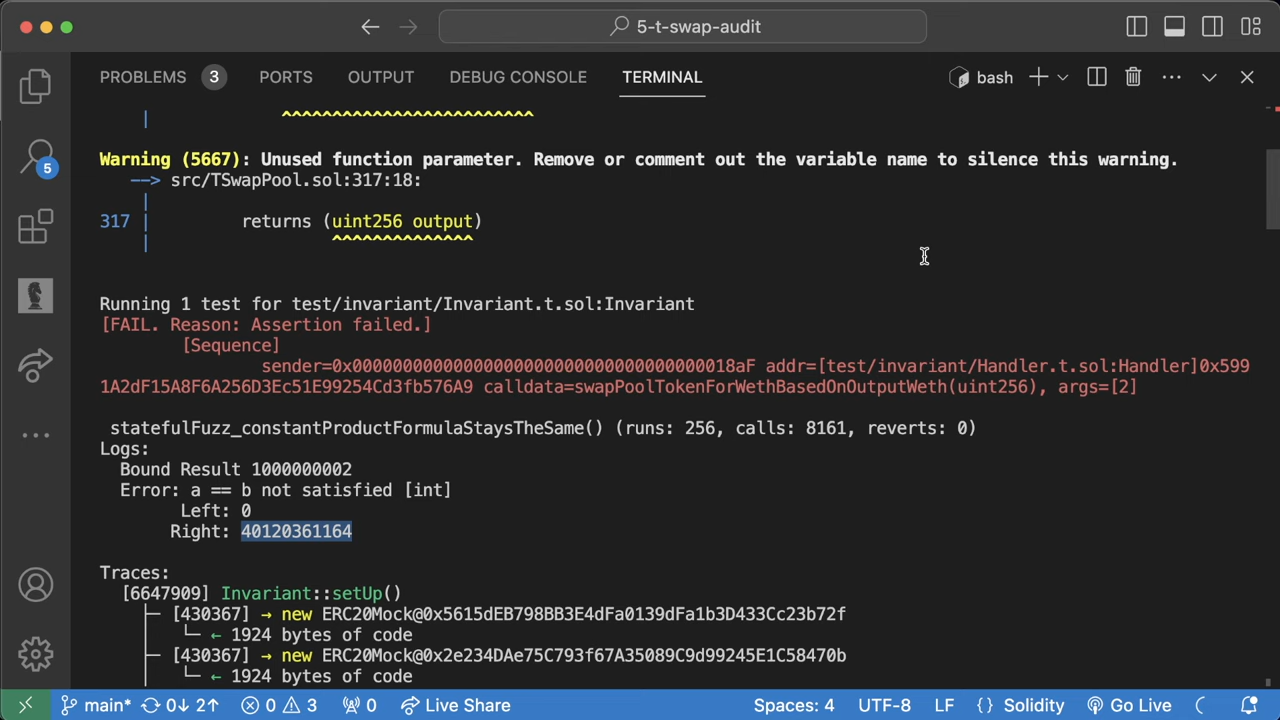 5-t-swap-audit
PROBLEMS 3 PORTS OUTPUT DEBUG CONSOLE TERMINAL bash
5
Warning (5667): Unused function parameter. Remove or comment out the variable name to silence this warning.
--> src/TSwapPool.sol:317:18:
|
317 | returns (uint256 output)
| ^^^^^^^^^^^^^^
Running 1 test for test/invariant/Invariant.t.sol:Invariant
[FAIL. Reason: Assertion failed.]
[Sequence]
sender=0x00000000000000000000000000000000000018aF addr=[test/invariant/Handler.t.sol:Handler]0x599
1A2dF15A8F6A256D3Ec51E99254Cd3fb576A9 calldata=swapPoolTokenForWethBasedOnOutputWeth(uint256), args=[2]
statefulFuzz_constantProductFormulaStaysTheSame() (runs: 256, calls: 8161, reverts: 0)
Logs:
Bound Result 1000000002
Error: a == b not satisfied [int]
Left: 0
Right: 40120361164
Traces:
[6647909] Invariant::setUp()
├─ [430367] → new ERC20Mock@0x5615dEB798BB3E4dFa0139dFa1b3D433Cc23b72f
│ └─ ← 1924 bytes of code
├─ [430367] → new ERC20Mock@0x2e234DAe75C793f67A35089C9d99245E1C58470b
│ └─ ← 1924 bytes of code
main* 0↓ 2↑ 0 3 0 Live Share Spaces: 4 UTF-8 LF {} Solidity Go Live